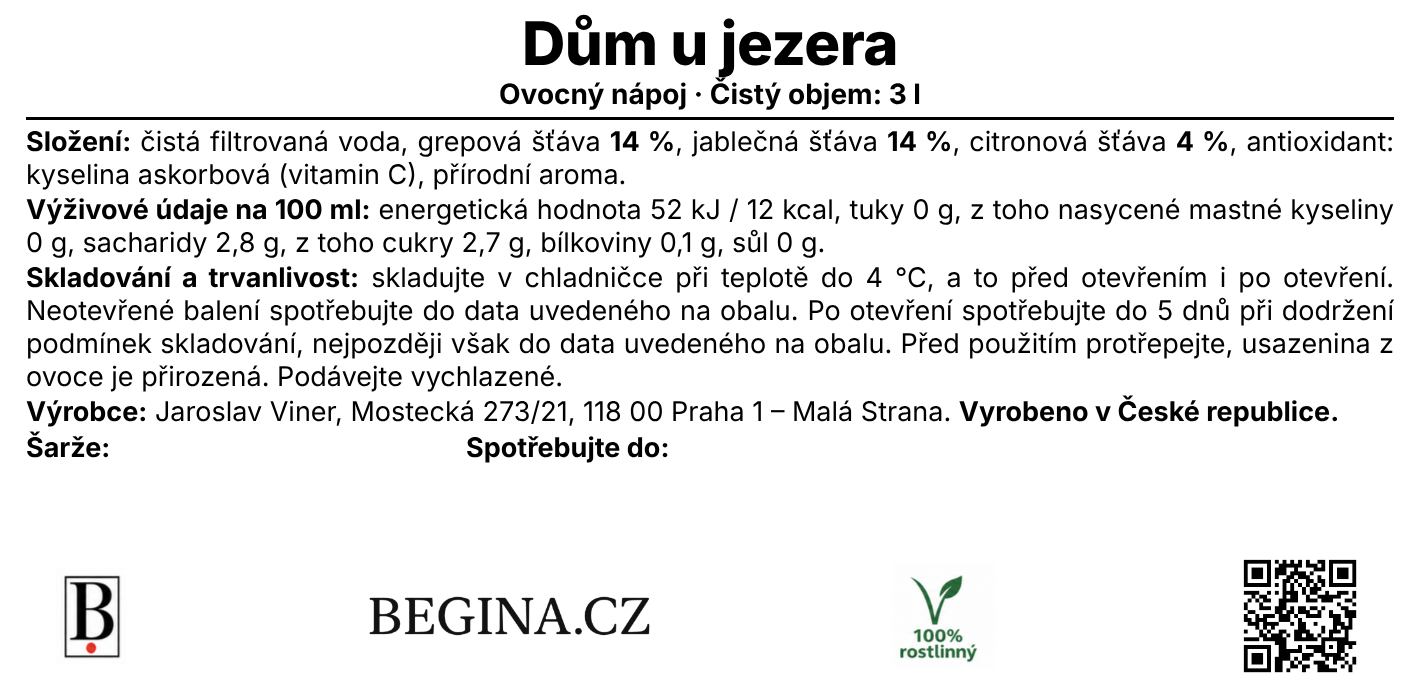 Dům u jezera
Ovocný nápoj · Čistý objem: 3 l
Složení: čistá filtrovaná voda, grepová šťáva 14 %, jablečná šťáva 14 %, citronová šťáva 4 %, antioxidant:
kyselina askorbová (vitamin C), přírodní aroma.
Výživové údaje na 100 ml: energetická hodnota 52 kJ / 12 kcal, tuky 0 g, z toho nasycené mastné kyseliny
0 g, sacharidy 2,8 g, z toho cukry 2,7 g, bílkoviny 0,1 g, sůl 0 g.
Skladování a trvanlivost: skladujte v chladničce při teplotě do 4 °C, a to před otevřením i po otevření.
Neotevřené balení spotřebujte do data uvedeného na obalu. Po otevření spotřebujte do 5 dnů při dodržení
podmínek skladování, nejpozději však do data uvedeného na obalu. Před použitím protřepejte, usazenina z
ovoce je přirozená. Podávejte vychlazené.
Výrobce: Jaroslav Viner, Mostecká 273/21, 118 00 Praha 1 – Malá Strana. Vyrobeno v České republice.
Šarže: Spotřebujte do:
B
BEGINA.CZ
100%
rostlinný